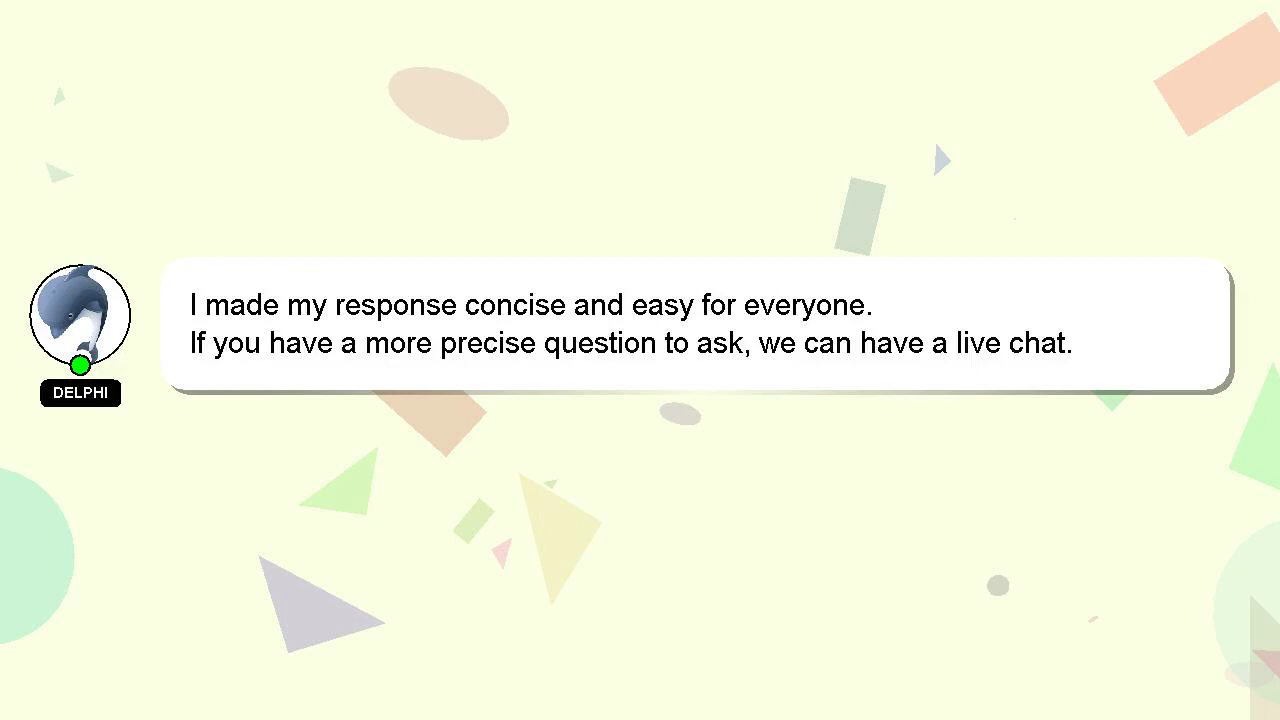 I made my response concise and easy for everyone.
If you have a more precise question to ask, we can have a live chat.
DELPHI